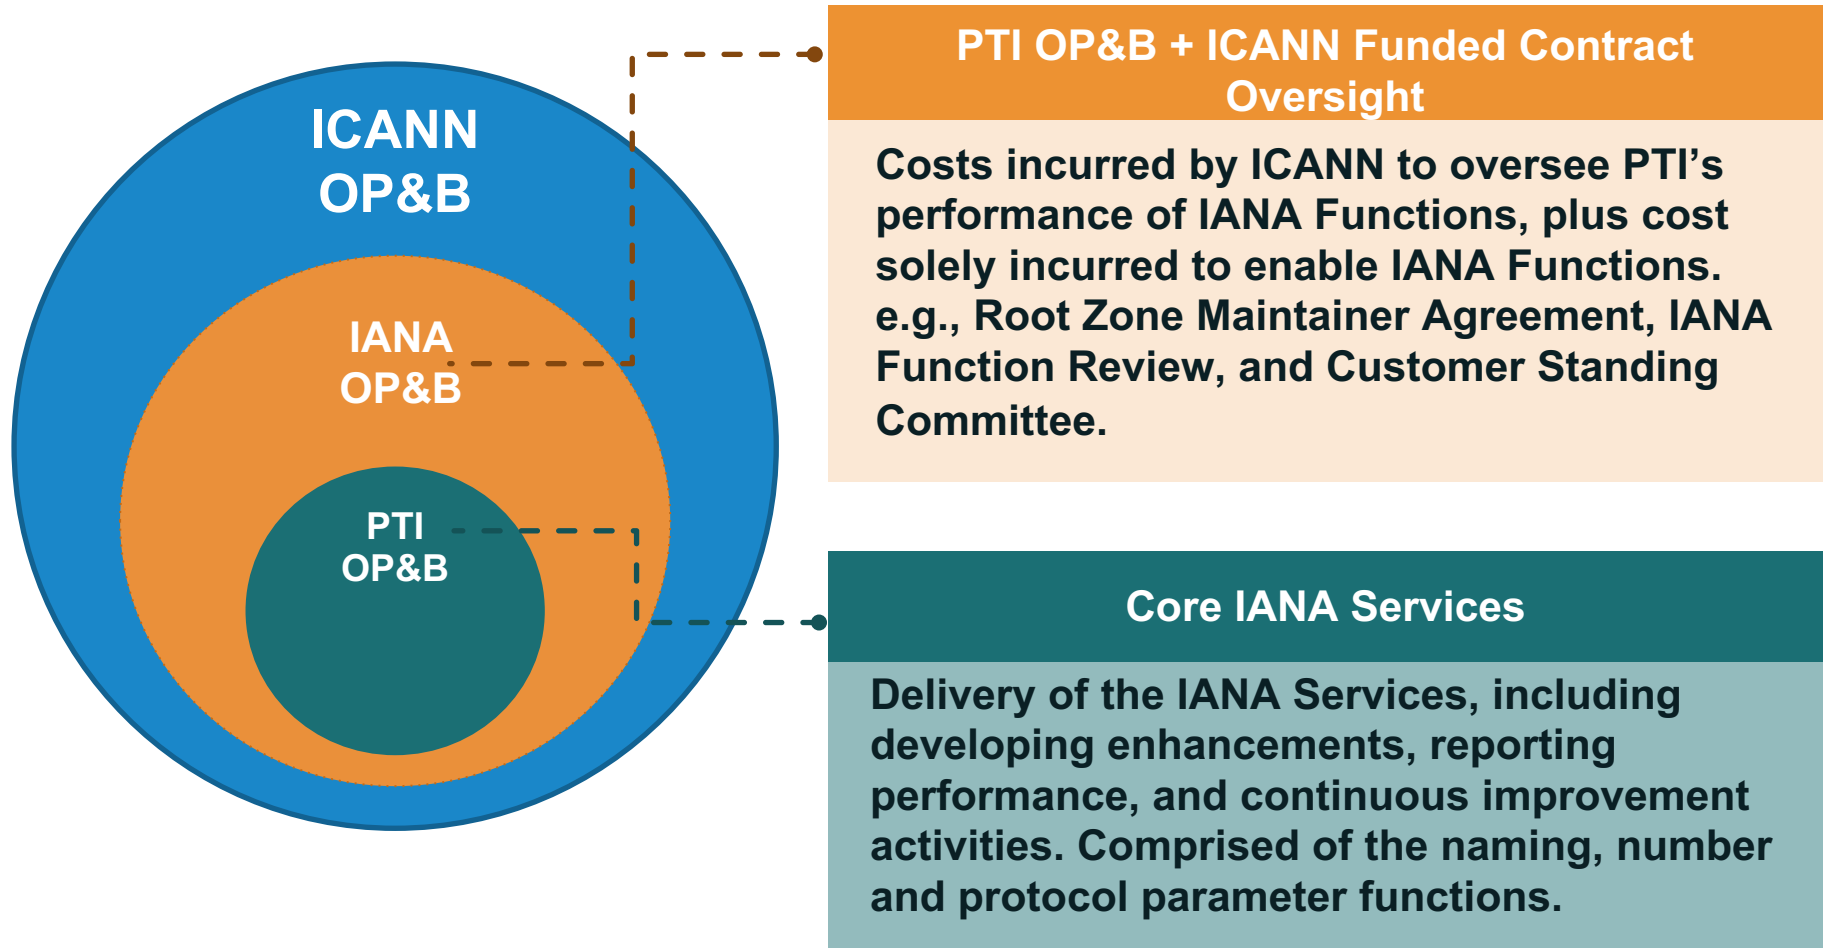 ICANN
OP&B
IANA
OP&B
PTI
OP&B
PTI OP&B + ICANN Funded Contract
Oversight
Costs incurred by ICANN to oversee PTI’s
performance of IANA Functions, plus cost
solely incurred to enable IANA Functions.
e.g., Root Zone Maintainer Agreement, IANA
Function Review, and Customer Standing
Committee.
Core IANA Services
Delivery of the IANA Services, including
developing enhancements, reporting
performance, and continuous improvement
activities. Comprised of the naming, number
and protocol parameter functions.